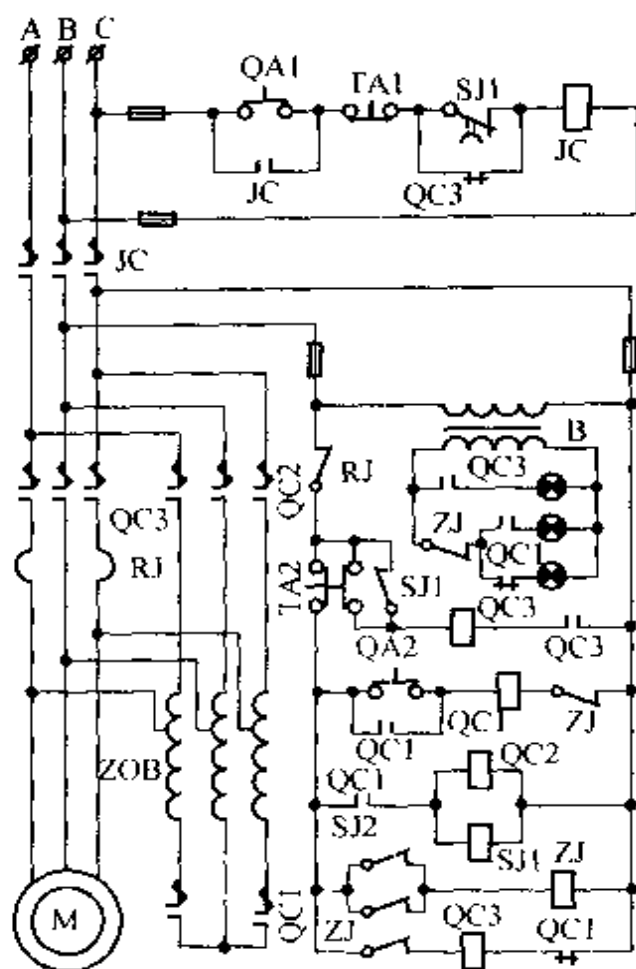 A B C
QA1 TA1 SJ1
JC
JC
QC3
JC
B
QC2
RJ
QC3
ZJ
QC1
QC3
RJ
TA2
SJ1
QC3
QA2
QC3
QC1
QC1
ZJ
ZOB
QC1
QC2
SJ2
SJ1
ZJ
M
QC1
ZJ
QC3
QC1